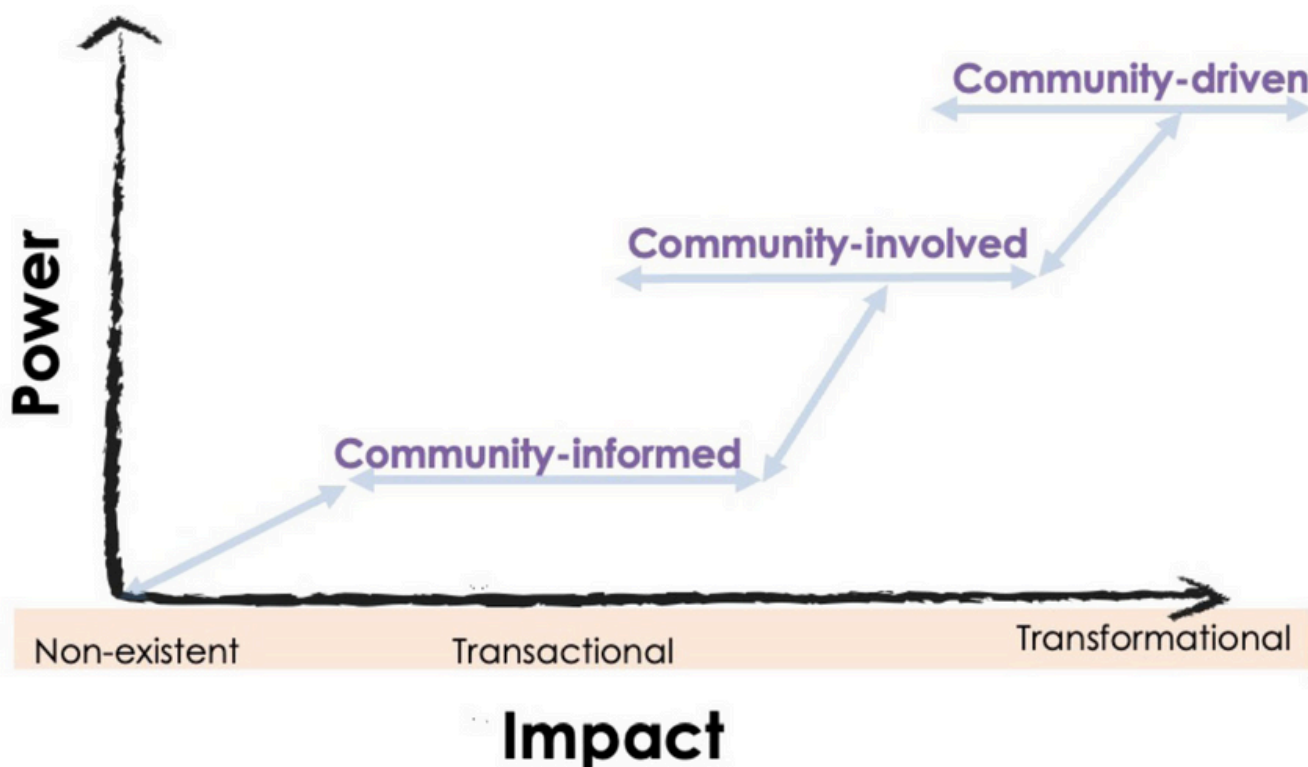 Community-driven
Community-involved
Power
Community-informed
Non-existent
Transactional
Transformational
Impact